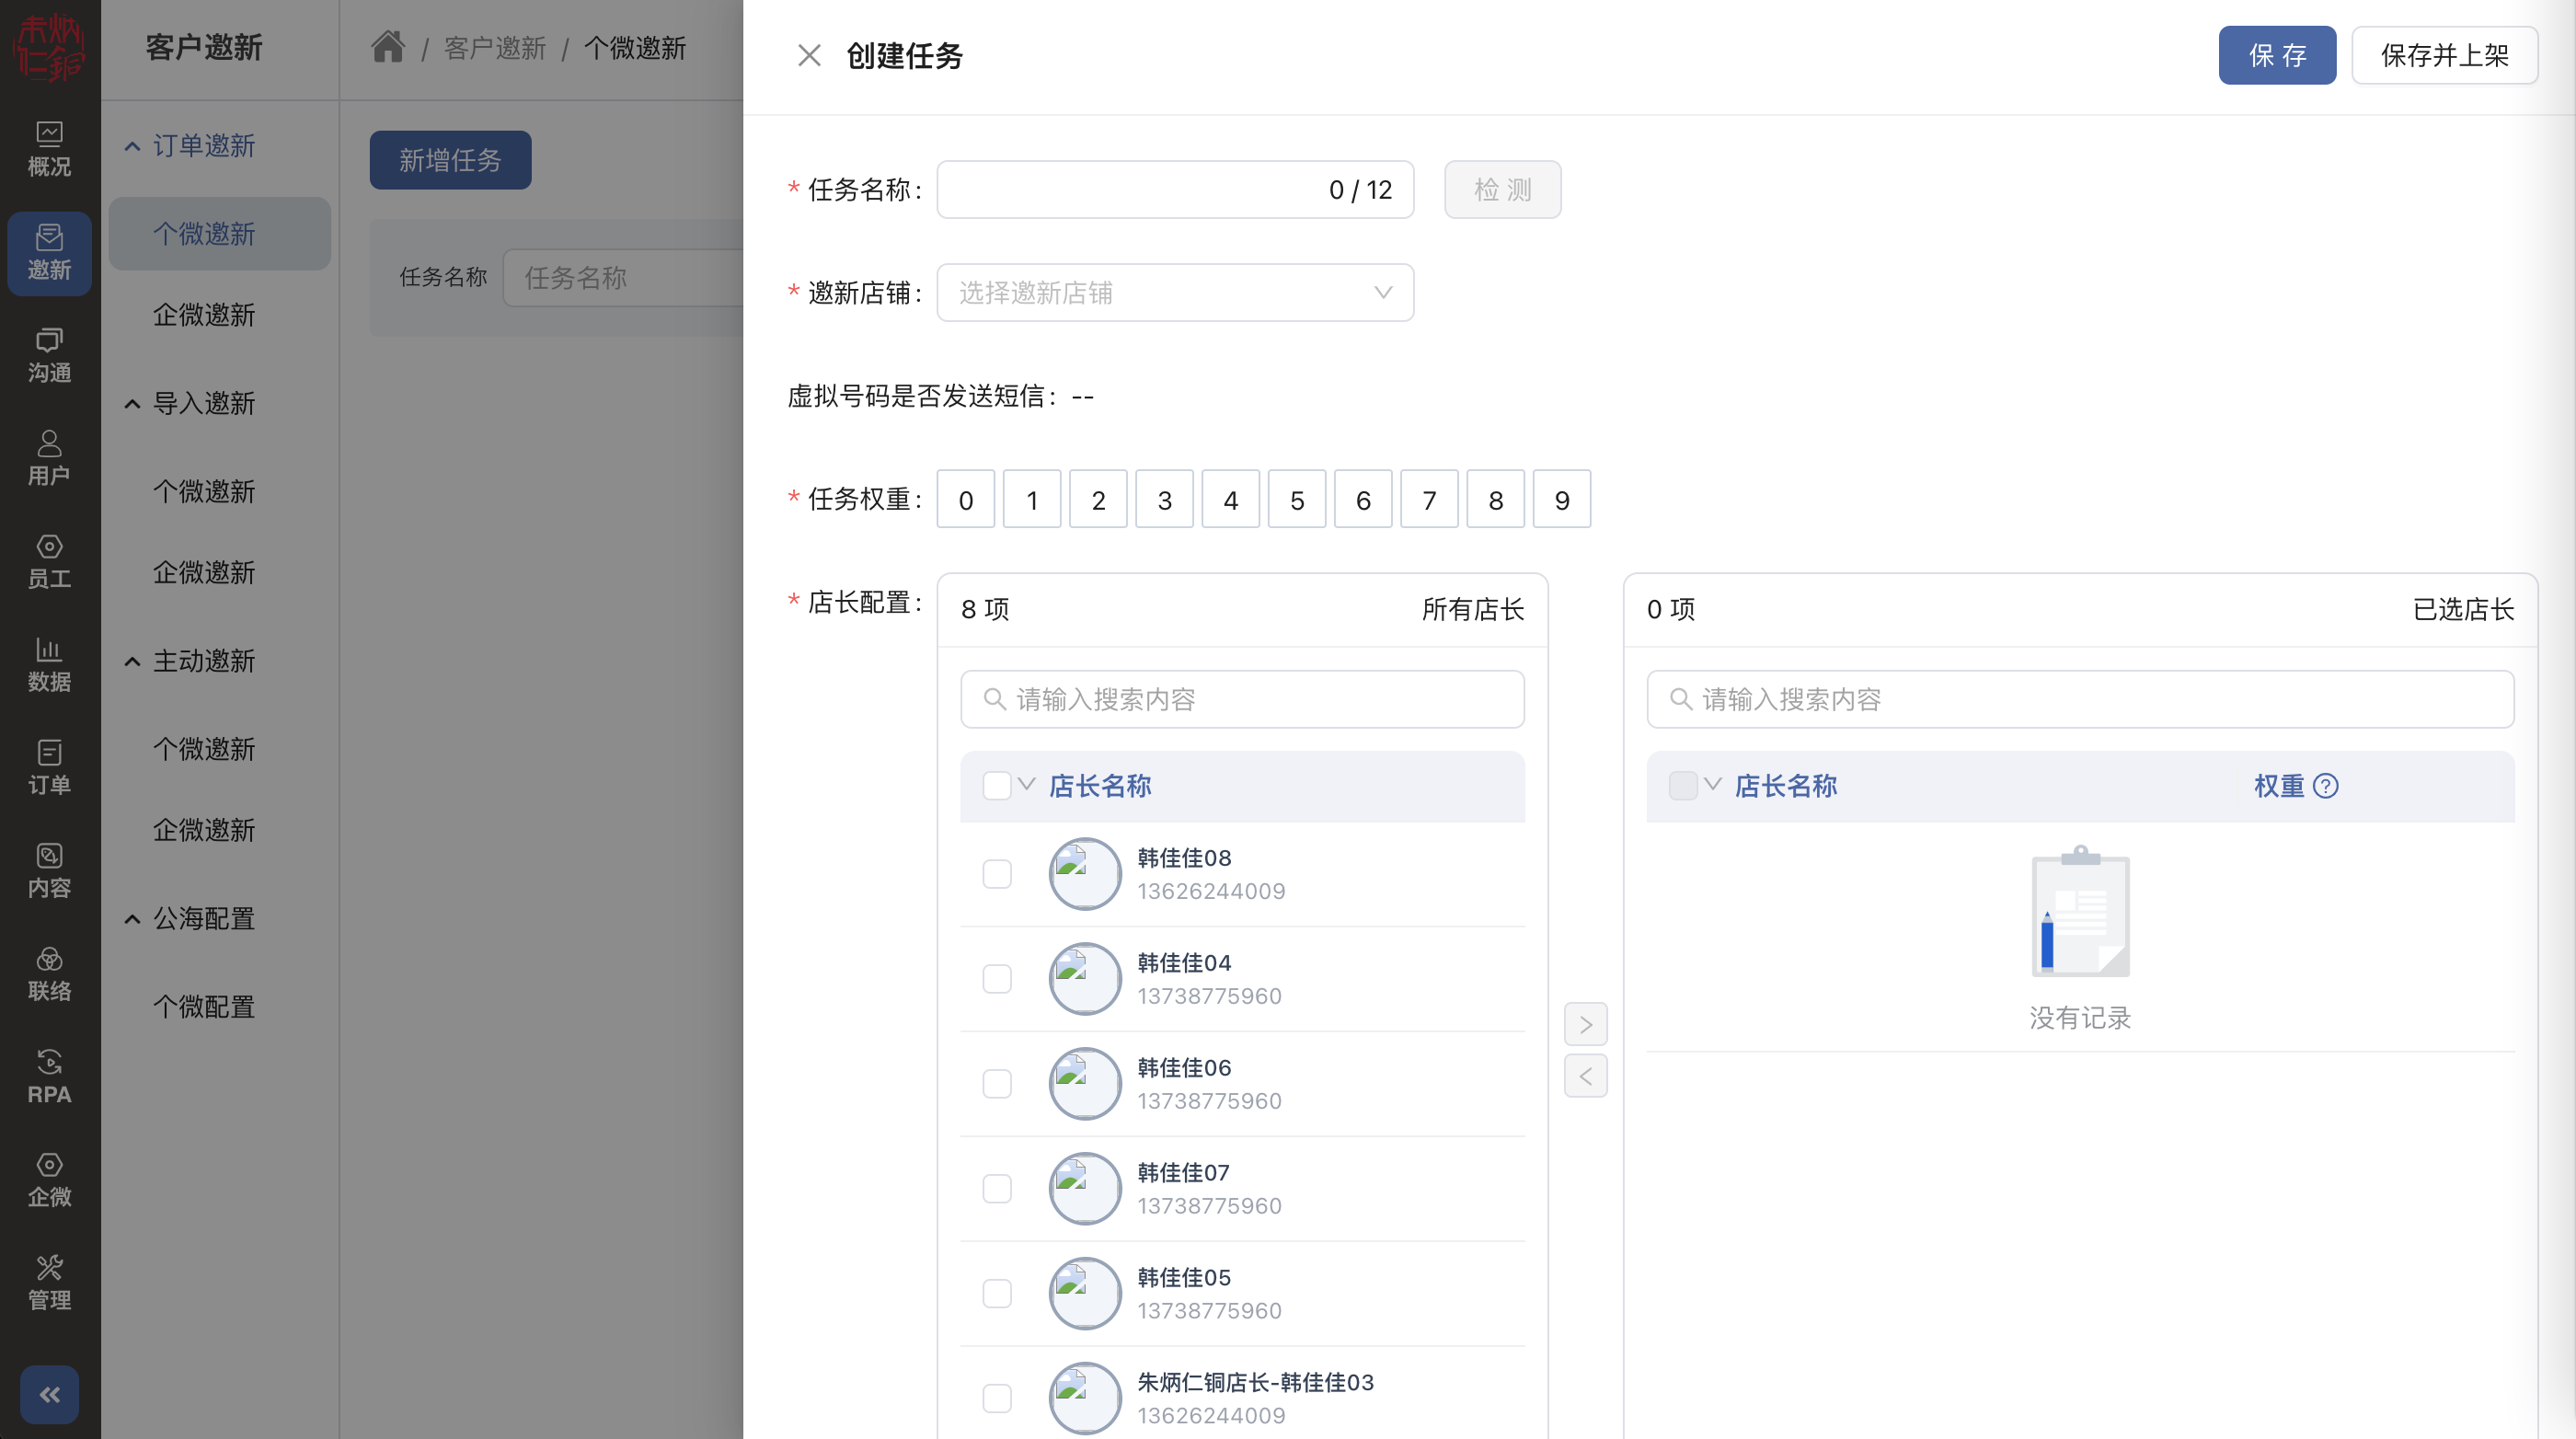 朱炳仁銅
概况
邀新
沟通
用户
员工
数据
订单
内容
联络
RPA
企微
管理
客户邀新
订单邀新
个微邀新
企微邀新
导入邀新
个微邀新
企微邀新
主动邀新
个微邀新
企微邀新
公海配置
个微配置
/ 客户邀新 / 个微邀新
新增任务
任务名称 任务名称
创建任务
保 存 保存并上架
* 任务名称: 0 / 12 检 测
* 邀新店铺: 选择邀新店铺
虚拟号码是否发送短信: --
* 任务权重: 0 1 2 3 4 5 6 7 8 9
* 店长配置:
8 项 所有店长
请输入搜索内容
店长名称
韩佳佳08
13626244009
韩佳佳04
13738775960
韩佳佳06
13738775960
韩佳佳07
13738775960
韩佳佳05
13738775960
朱炳仁铜店长-韩佳佳03
13626244009
0 项 已选店长
请输入搜索内容
店长名称 权重 ?
没有记录